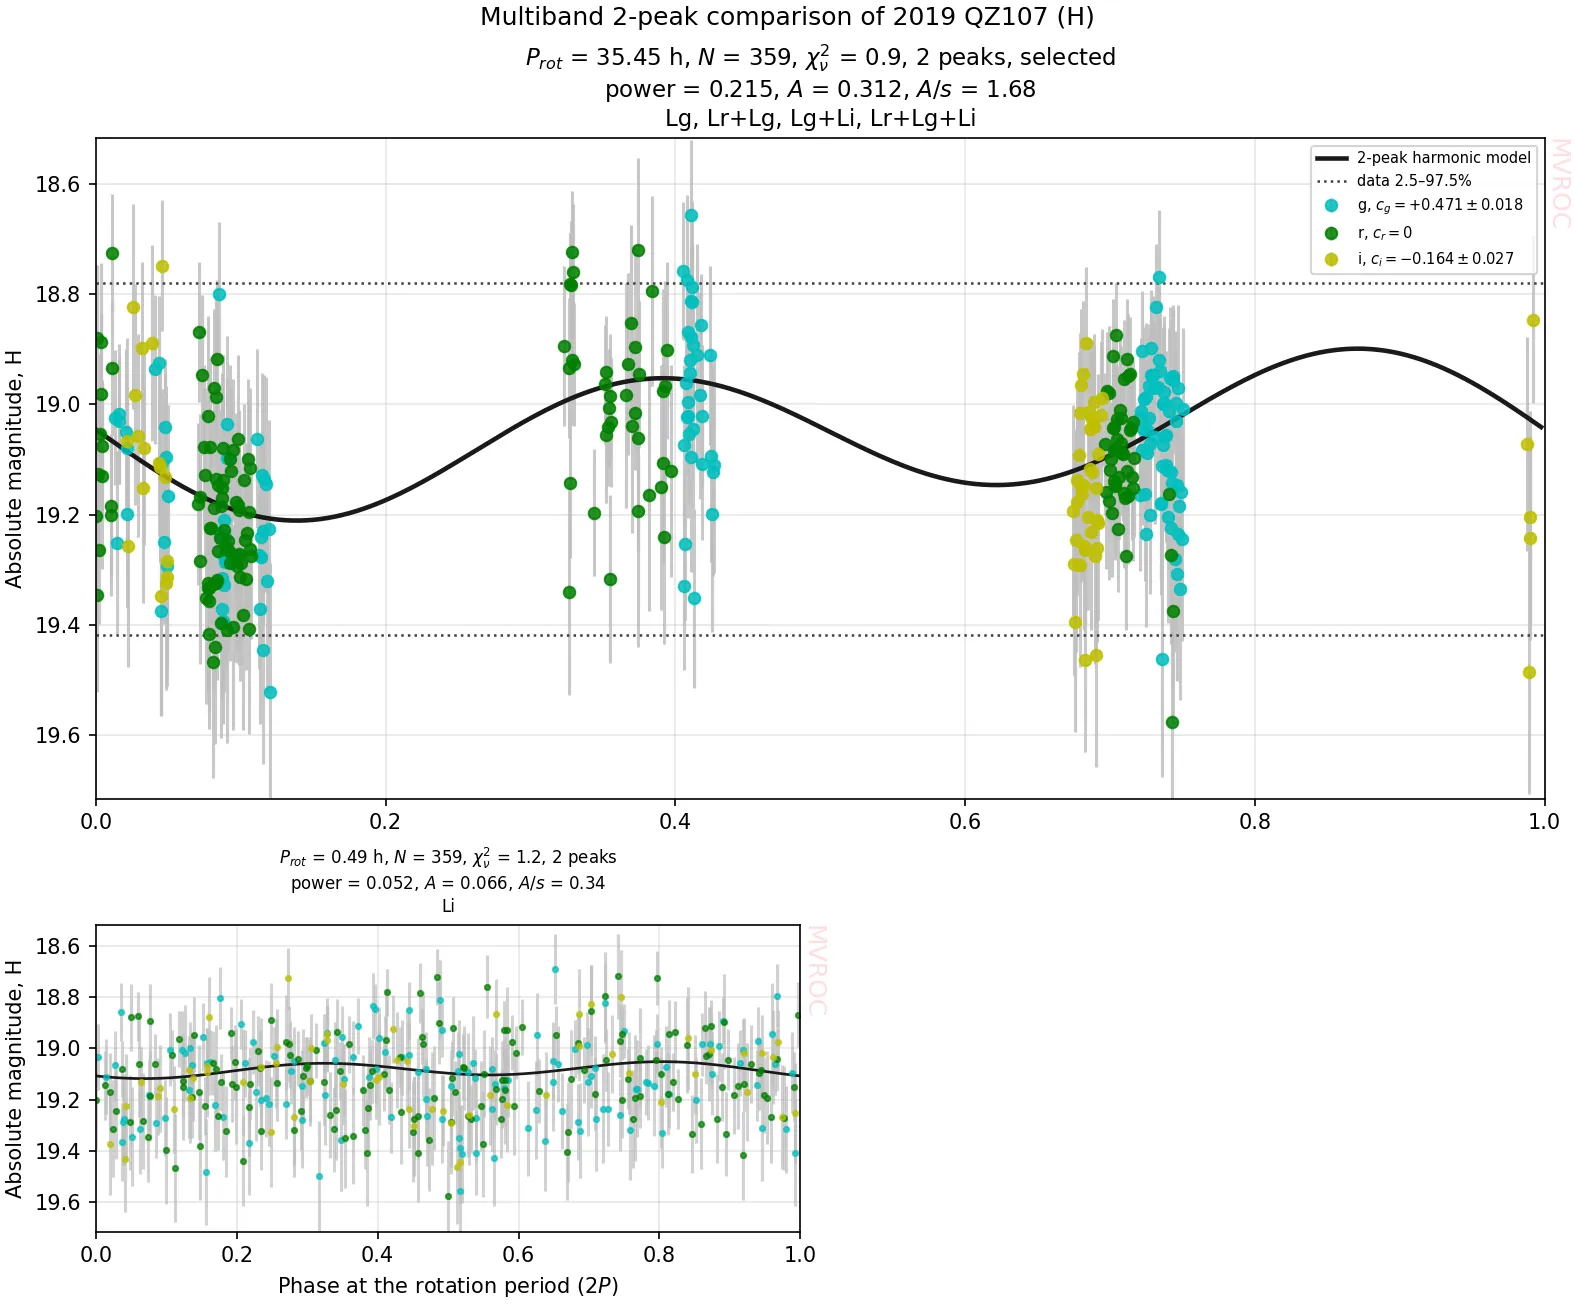 Multiband 2-peak comparison of 2019 QZ107 (H)
P_rot = 35.45 h, N = 359, χ²_ν = 0.9, 2 peaks, selected
power = 0.215, A = 0.312, A/s = 1.68
Lg, Lr+Lg, Lg+Li, Lr+Lg+Li
2-peak harmonic model
data 2.5–97.5%
g, c_g = +0.471 ± 0.018
r, c_r = 0
i, c_i = −0.164 ± 0.027
MVROC
Absolute magnitude, H
18.6
18.8
19.0
19.2
19.4
19.6
0.0 0.2 0.4 0.6 0.8 1.0
P_rot = 0.49 h, N = 359, χ²_ν = 1.2, 2 peaks
power = 0.052, A = 0.066, A/s = 0.34
Li
MVROC
Absolute magnitude, H
18.6
18.8
19.0
19.2
19.4
19.6
0.0 0.2 0.4 0.6 0.8 1.0
Phase at the rotation period (2P)